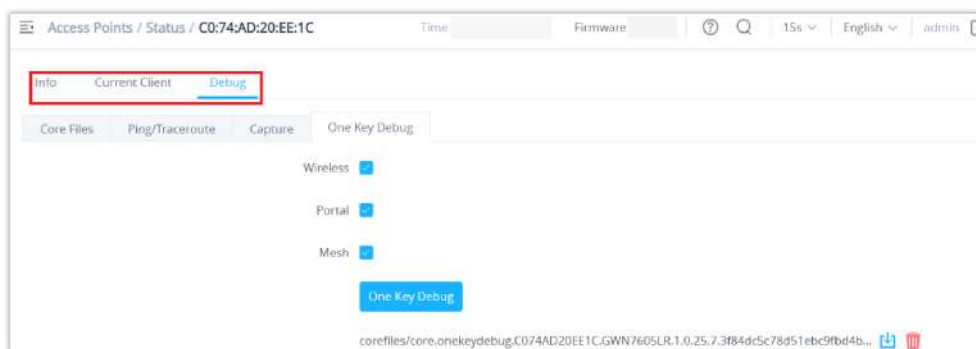 Access Points / Status / C0:74:AD:20:EE:1C Time Firmware 15s English admin
Info Current Client Debug
Core Files Ping/Traceroute Capture One Key Debug
Wireless
Portal
Mesh
One Key Debug
corefiles/core.onekeydebug.C074AD20EE1C.GWN7605LR.1.0.25.7.3f84dc5c78d51ebc9fbd4b...